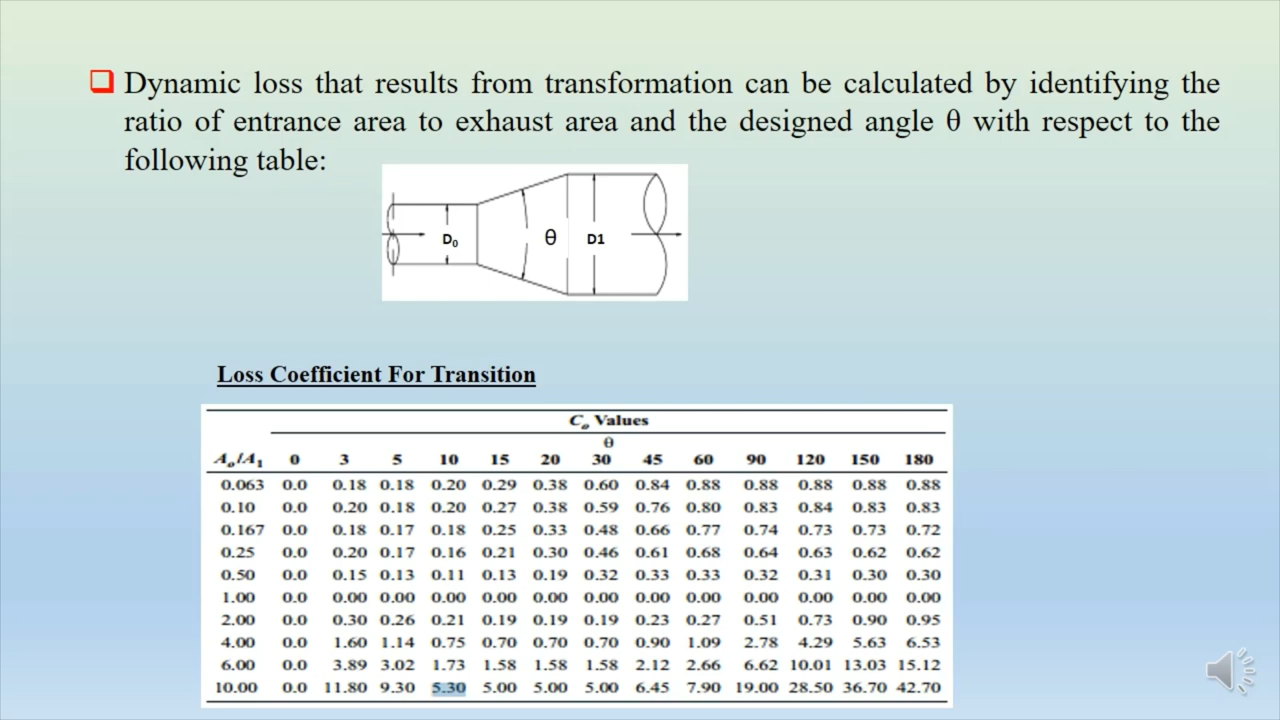 Dynamic loss that results from transformation can be calculated by identifying the
ratio of entrance area to exhaust area and the designed angle θ with respect to the
following table:
D₀ θ D1
Loss Coefficient For Transition
Cₒ Values
θ
Aₒ/A₁ 0 3 5 10 15 20 30 45 60 90 120 150 180
0.063 0.0 0.18 0.18 0.20 0.29 0.38 0.60 0.84 0.88 0.88 0.88 0.88 0.88
0.10 0.0 0.20 0.18 0.20 0.27 0.38 0.59 0.76 0.80 0.83 0.84 0.83 0.83
0.167 0.0 0.18 0.17 0.18 0.25 0.33 0.48 0.66 0.77 0.74 0.73 0.73 0.72
0.25 0.0 0.20 0.17 0.16 0.21 0.30 0.46 0.61 0.68 0.64 0.63 0.62 0.62
0.50 0.0 0.15 0.13 0.11 0.13 0.19 0.32 0.33 0.33 0.32 0.31 0.30 0.30
1.00 0.0 0.00 0.00 0.00 0.00 0.00 0.00 0.00 0.00 0.00 0.00 0.00 0.00
2.00 0.0 0.30 0.26 0.21 0.19 0.19 0.19 0.23 0.27 0.51 0.73 0.90 0.95
4.00 0.0 1.60 1.14 0.75 0.70 0.70 0.70 0.90 1.09 2.78 4.29 5.63 6.53
6.00 0.0 3.89 3.02 1.73 1.58 1.58 1.58 2.12 2.66 6.62 10.01 13.03 15.12
10.00 0.0 11.80 9.30 5.30 5.00 5.00 5.00 6.45 7.90 19.00 28.50 36.70 42.70